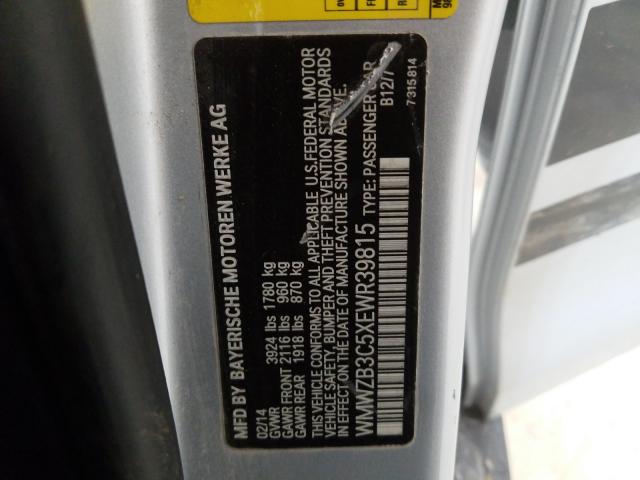 MFD BY BAYERISCHE MOTOREN WERKE AG
02/14
GVWR 3924 lbs 1780 kg
GAWR FRONT 2116 lbs 960 kg
GAWR REAR 1918 lbs 870 kg
THIS VEHICLE CONFORMS TO ALL APPLICABLE U.S.FEDERAL MOTOR
VEHICLE SAFETY, BUMPER AND THEFT PREVENTION STANDARDS
IN EFFECT ON THE DATE OF MANUFACTURE SHOWN ABOVE.
WMWZB3C5XEWR39815 TYPE: PASSENGER CAR
B12/7
7315814